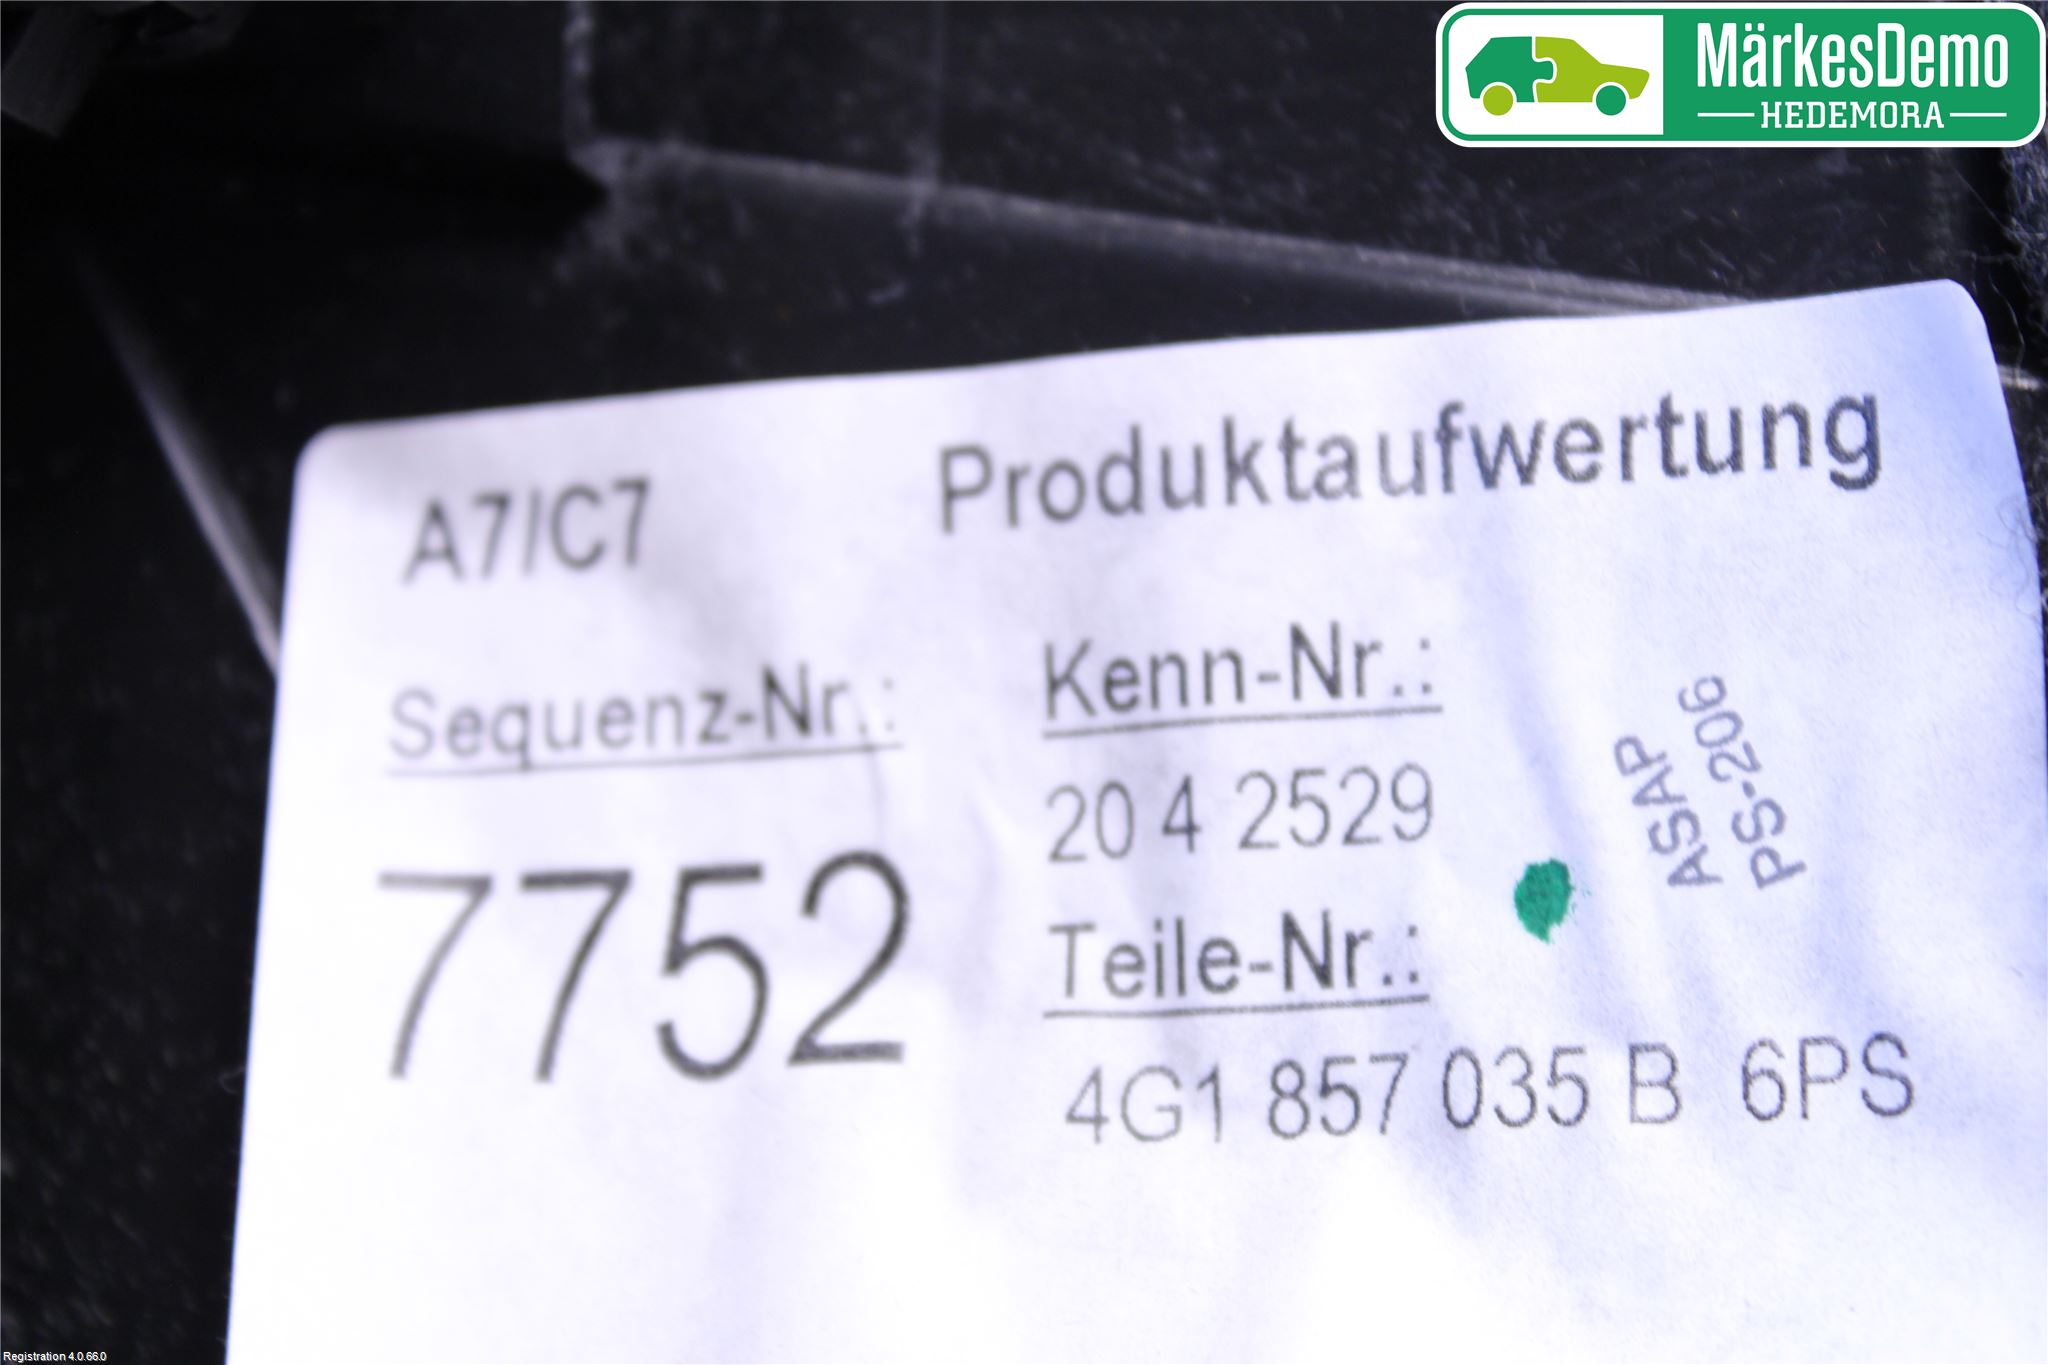 MärkesDemo
HEDEMORA
A7/C7 Produktaufwertung
Sequenz-Nr.: Kenn-Nr.:
7752
20 4 2529
Teile-Nr.:
4G1 857 035 B 6PS
ASAP
PS-206
Registration 4.0.66.0